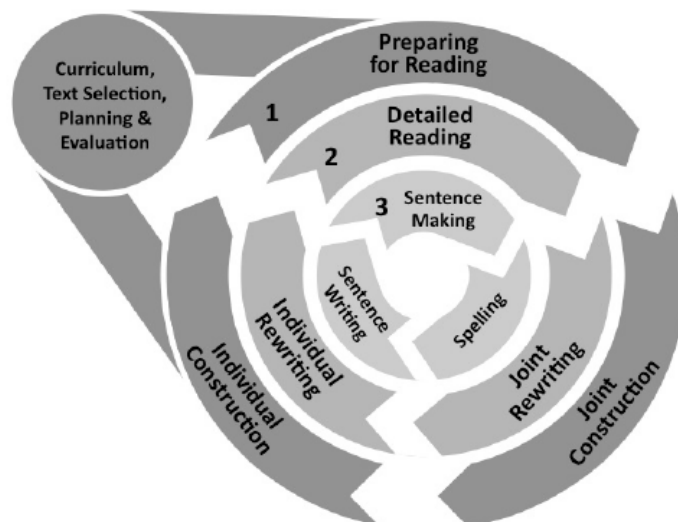 Curriculum,
Text Selection,
Planning &
Evaluation
1
Preparing
for Reading
2
Detailed
Reading
3
Sentence
Making
Spelling
Sentence
Writing
Joint
Rewriting
Individual
Rewriting
Joint
Construction
Individual
Construction